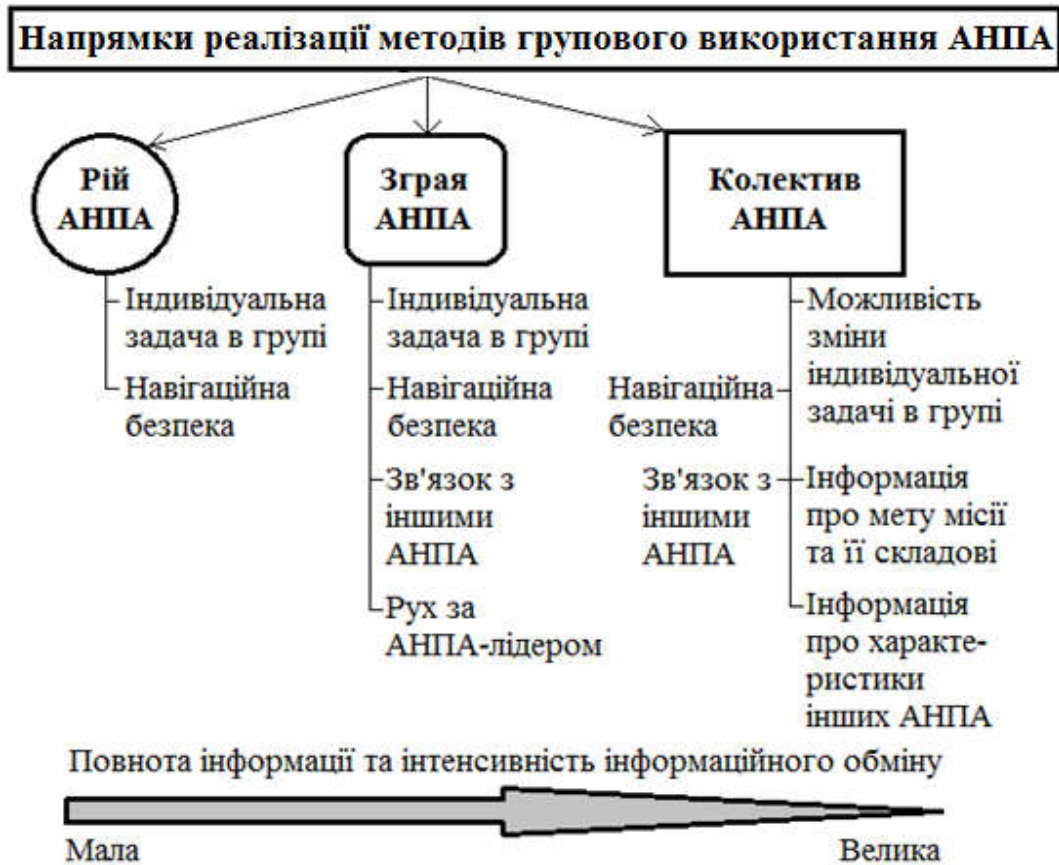 Напрямки реалізації методів групового використання АНПА
Рій
АНПА
Зграя
АНПА
Колектив
АНПА
Індивідуальна
задача в групі
Навігаційна
безпека
Індивідуальна
задача в групі
Навігаційна
безпека
Зв'язок з
іншими
АНПА
Рух за
АНПА-лідером
Навігаційна
безпека
Зв'язок з
іншими
АНПА
Можливість
зміни
індивідуальної
задачі в групі
Інформація
про мету місії
та її складові
Інформація
про характе-
ристики
інших АНПА
Повнота інформації та інтенсивність інформаційного обміну
Мала
Велика